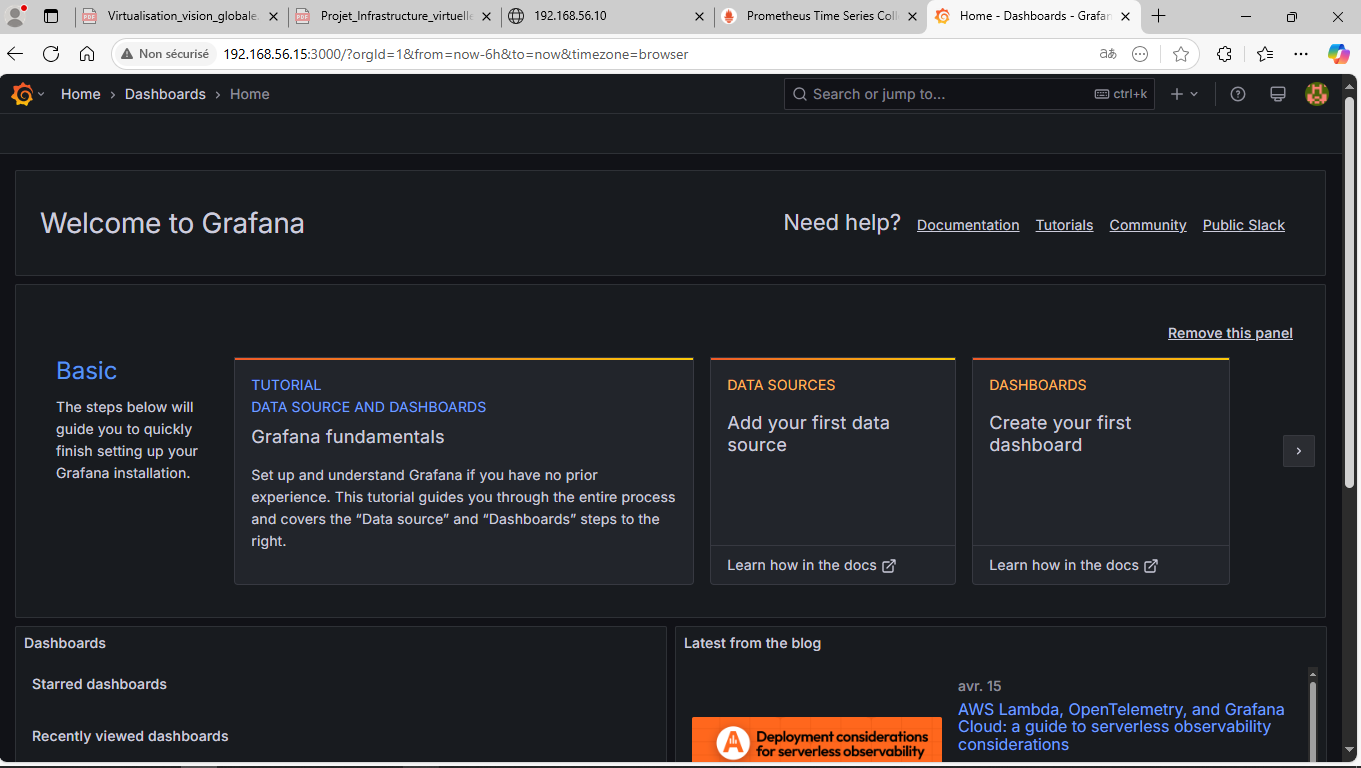 Virtualisation_vision_globale.
Projet_Infrastructure_virtuelle
192.168.56.10
Prometheus Time Series Coll
Home - Dashboards - Grafan
Non sécurisé
192.168.56.15:3000/?orgId=1&from=now-6h&to=now&timezone=browser
aあ
Home › Dashboards › Home
Search or jump to...
ctrl+k
Welcome to Grafana
Need help?
Documentation
Tutorials
Community
Public Slack
Remove this panel
Basic
The steps below will
guide you to quickly
finish setting up your
Grafana installation.
TUTORIAL
DATA SOURCE AND DASHBOARDS
Grafana fundamentals
Set up and understand Grafana if you have no prior
experience. This tutorial guides you through the entire process
and covers the “Data source” and “Dashboards” steps to the
right.
DATA SOURCES
Add your first data
source
Learn how in the docs
DASHBOARDS
Create your first
dashboard
Learn how in the docs
Dashboards
Starred dashboards
Recently viewed dashboards
Latest from the blog
Deployment considerations
for serverless observability
avr. 15
AWS Lambda, OpenTelemetry, and Grafana
Cloud: a guide to serverless observability
considerations